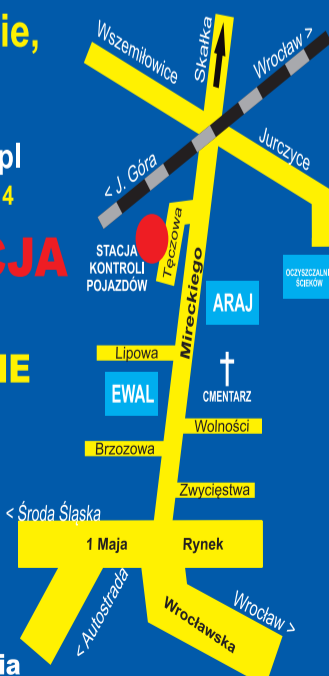 ie,
Wszemiłowice
Skałka
Wrocław >
Jurczyce
pl
4
< J. Góra
CJA
STACJA
KONTROLI
POJAZDÓW
Tęczowa
OCZYSZCZALNIE
ŚCIEKÓW
Mireckiego
ARAJ
Lipowa
IE
EWAL
CMENTARZ
Wolności
Brzozowa
Zwycięstwa
< Środa Śląska
1 Maja
Rynek
< Autostrada
Wrocławska
Wrocław >
ia